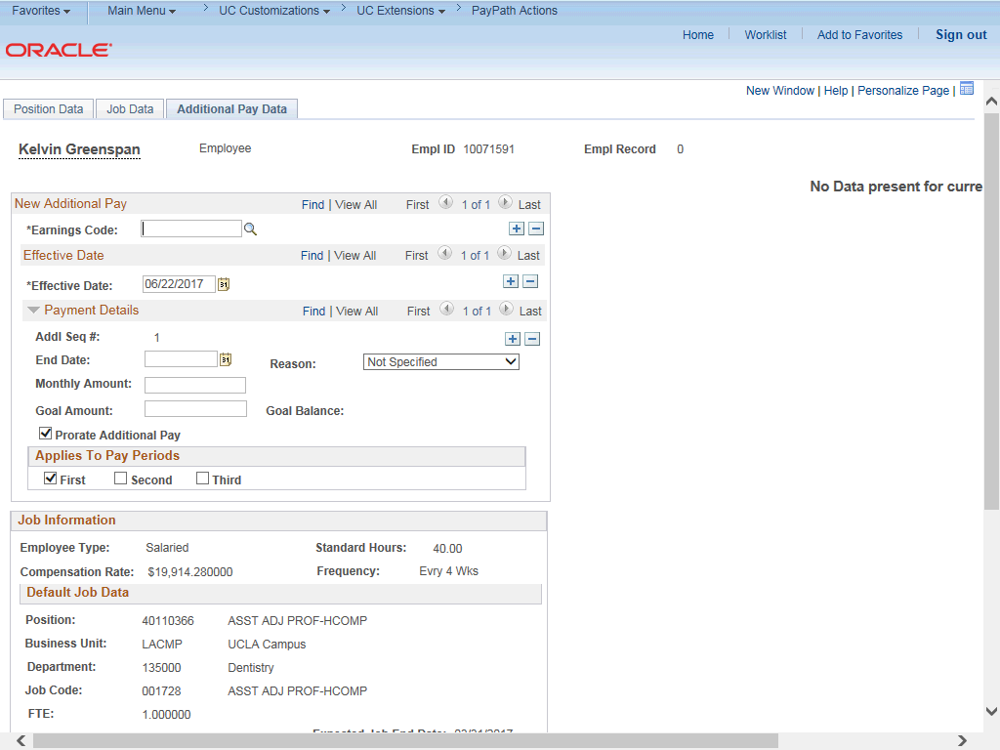 Favorites Main Menu > UC Customizations > UC Extensions > PayPath Actions
Home Worklist Add to Favorites Sign out
ORACLE
New Window | Help | Personalize Page |
Position Data Job Data Additional Pay Data
Kelvin Greenspan Employee Empl ID 10071591 Empl Record 0
No Data present for curre
New Additional Pay Find | View All First 1 of 1 Last
*Earnings Code:
Effective Date Find | View All First 1 of 1 Last
*Effective Date: 06/22/2017 31
Payment Details Find | View All First 1 of 1 Last
Addl Seq #: 1
End Date: 31 Reason: Not Specified
Monthly Amount:
Goal Amount: Goal Balance:
Prorate Additional Pay
Applies To Pay Periods
First Second Third
Job Information
Employee Type: Salaried Standard Hours: 40.00
Compensation Rate: $19,914.280000 Frequency: Evry 4 Wks
Default Job Data
Position: 40110366 ASST ADJ PROF-HCOMP
Business Unit: LACMP UCLA Campus
Department: 135000 Dentistry
Job Code: 001728 ASST ADJ PROF-HCOMP
FTE: 1.000000
Expected Job End Date: